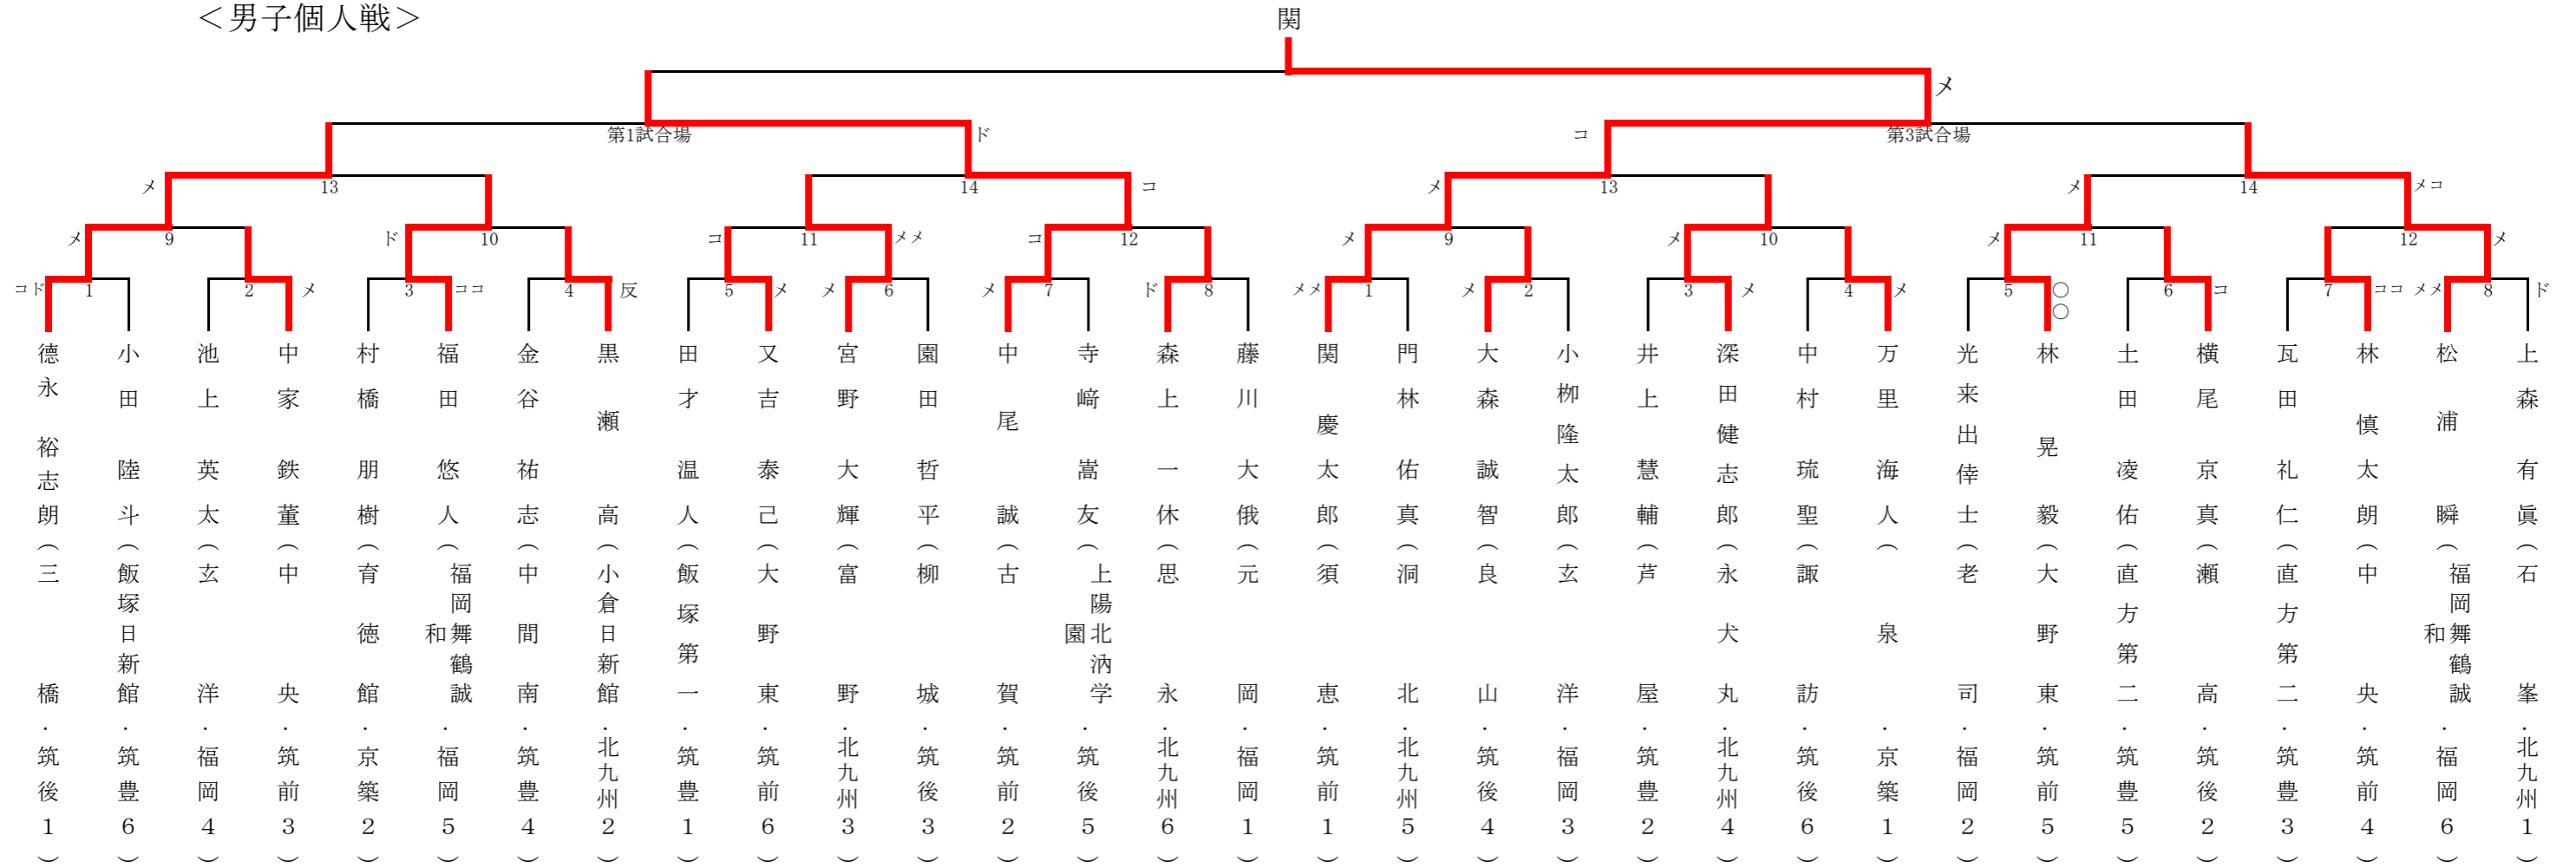 ＜男子個人戦＞
関
メ
第1試合場
ド
コ
第3試合場
メ
13
14
コ
メ
13
メ
14
メコ
メ
9
ド
10
コ
11
メメ
コ
12
メ
9
メ
10
メ
11
12
メ
コド
1
2
メ
3
ココ
4
反
5
メ
メ
6
メ
7
ド
8
メメ
1
メ
2
3
メ
4
メ
5
〇〇
6
コ
7
ココ
メメ
8
ド
徳永裕志朗（三橋・筑後1）
小田陸斗（飯塚日新館・筑豊6）
池上英太（玄洋・福岡4）
中家鉄董（中央・筑前3）
村橋朋樹（育徳館・京築2）
福田悠人（福岡舞鶴誠和・福岡5）
金谷祐志（中間南・筑豊4）
黒瀬高（小倉日新館・北九州2）
田才温人（飯塚第一・筑豊1）
又吉泰己（大野東・筑前6）
宮野大輝（富野・北九州3）
園田哲平（柳城・筑後3）
中尾誠（古賀・筑前2）
寺﨑嵩友（上陽北汭学園・筑後5）
森上一休（思永・北九州6）
藤川大俄（元岡・福岡1）
関慶太郎（須恵・筑前1）
門林佑真（洞北・北九州5）
大森誠智（良山・筑後4）
小栁隆太郎（玄洋・福岡3）
井上慧輔（芦屋・筑豊2）
深田健志郎（永犬丸・北九州4）
中村琉聖（諏訪・筑後6）
万里海人（泉・京築1）
光来出倖士（老司・福岡2）
林晃毅（大野東・筑前5）
土田凌佑（直方第二・筑豊5）
横尾京真（瀬高・筑後2）
瓦田礼仁（直方第二・筑豊3）
林慎太朗（中央・筑前4）
松浦瞬（福岡舞鶴誠和・福岡6）
上森有眞（石峯・北九州1）